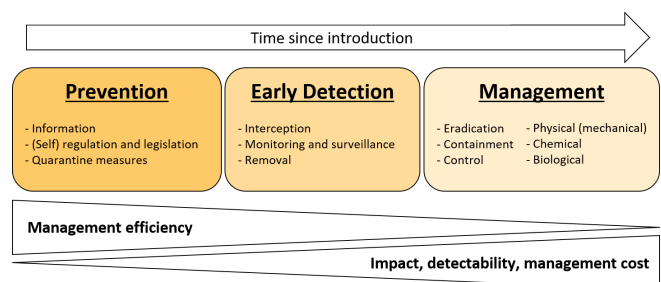 Time since introduction
Prevention
- Information
- (Self) regulation and legislation
- Quarantine measures
Early Detection
- Interception
- Monitoring and surveillance
- Removal
Management
- Eradication
- Containment
- Control
- Physical (mechanical)
- Chemical
- Biological
Management efficiency
Impact, detectability, management cost